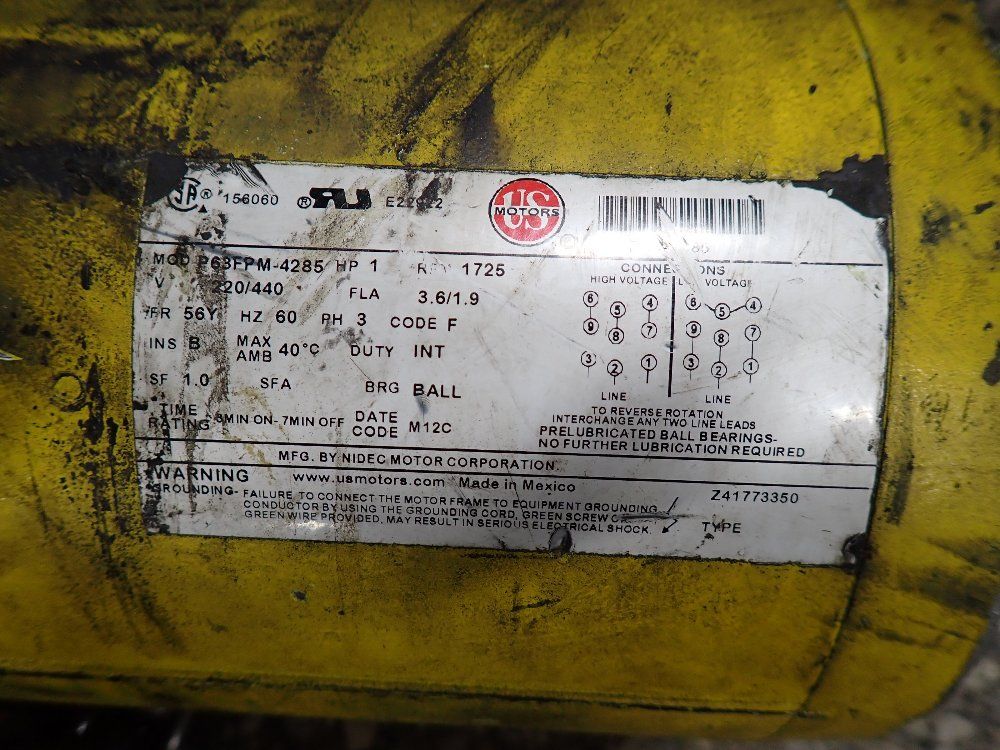 SA ® 156060 ® RU US MOTORS
MOD P63FPM-4285 HP 1 1725
V 220/440 FLA 3.6/1.9
FR 56Y HZ 60 PH 3 CODE F
INS B MAX AMB 40°C DUTY INT
SF 1.0 SFA BRG BALL
TIME RATING 3MIN ON- 7MIN OFF DATE CODE M12C
HIGH VOLTAGE
6 5 4 6 5 4
9 8 7 9 8 7
3 2 1 3 2 1
LINE LINE
TO REVERSE ROTATION
INTERCHANGE ANY TWO LINE LEADS
PRELUBRICATED BALL BEARINGS-
NO FURTHER LUBRICATION REQUIRED
MFG. BY NIDEC MOTOR CORPORATION.
WARNING www.usmotors.com Made in Mexico
Z41773350
GROUNDING- FAILURE TO CONNECT THE MOTOR FRAME TO EQUIPMENT GROUNDING
CONDUCTOR BY USING THE GROUNDING CORD, GREEN SCREW
GREEN WIRE PROVIDED, MAY RESULT IN SERIOUS ELECTRICAL SHOCK.
TYPE